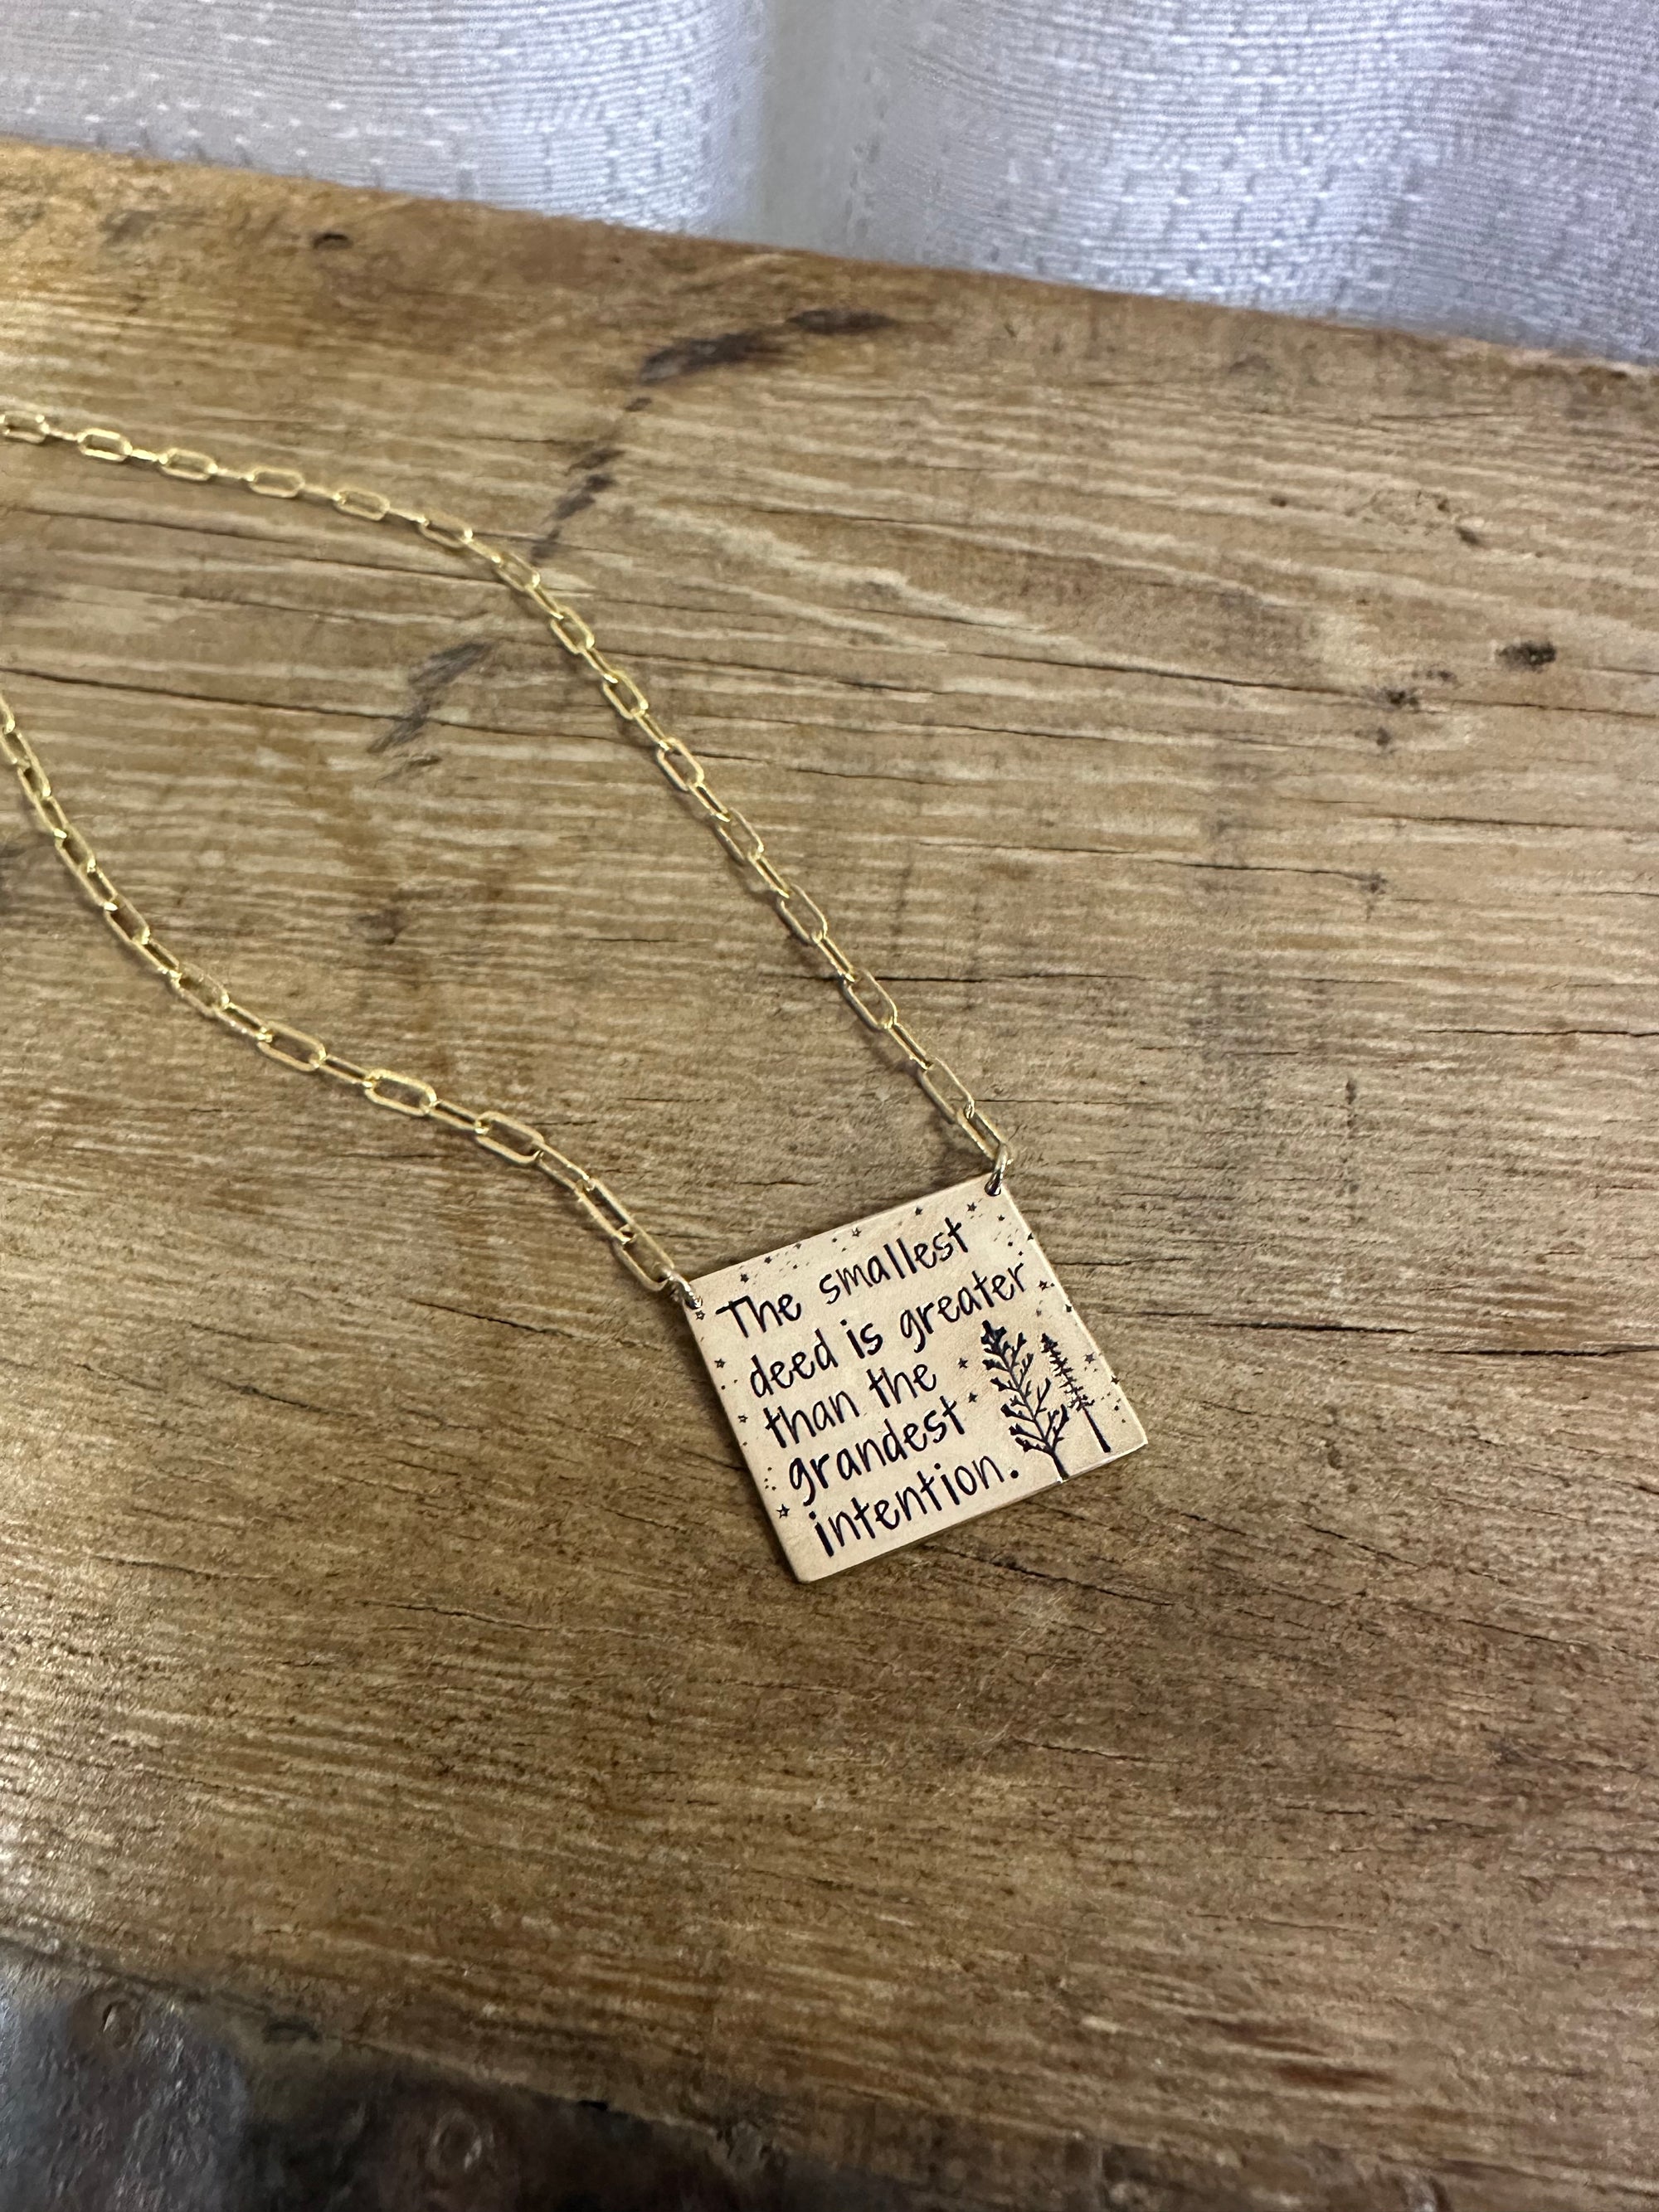 The smallest
deed is greater
than the
grandest
intention.